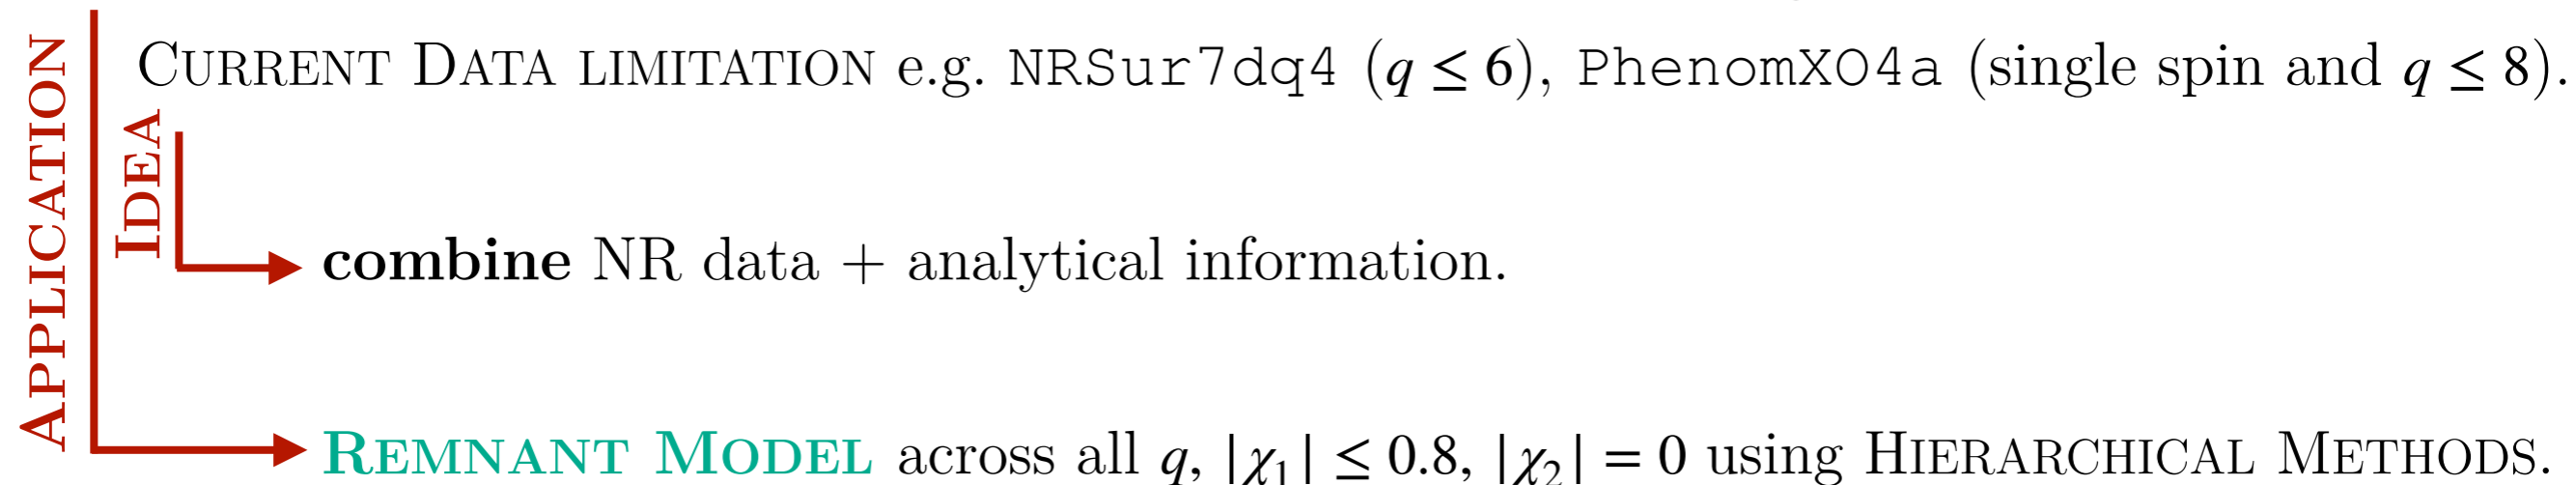 APPLICATION
CURRENT DATA LIMITATION e.g. NRSur7dq4 (q ≤ 6), PhenomXO4a (single spin and q ≤ 8).
IDEA
combine NR data + analytical information.
REMNANT MODEL across all q, |χ₁| ≤ 0.8, |χ₂| = 0 using HIERARCHICAL METHODS.